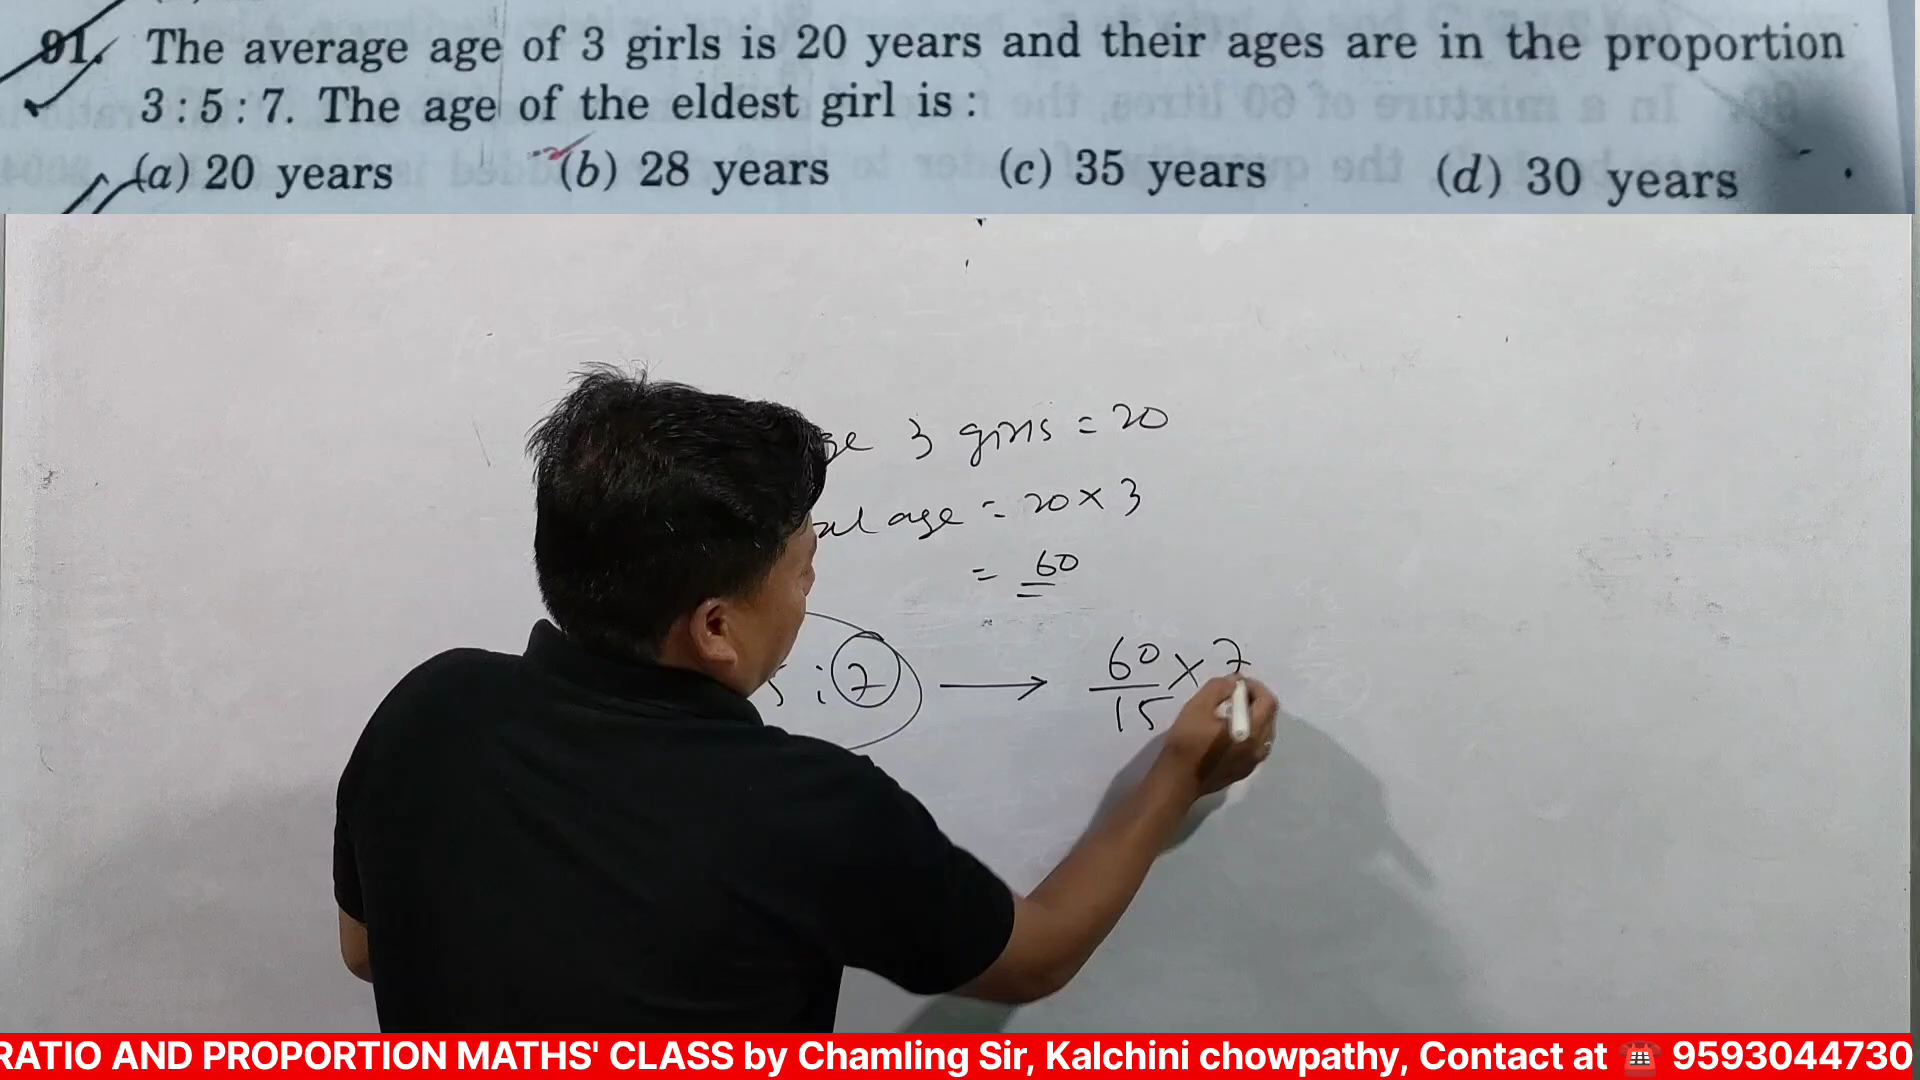 91. The average age of 3 girls is 20 years and their ages are in the proportion
3 : 5 : 7. The age of the eldest girl is :
(a) 20 years (b) 28 years (c) 35 years (d) 30 years
3 girls = 20
age = 20 × 3
= 60
: 7 → 60/15 × 7
RATIO AND PROPORTION MATHS' CLASS by Chamling Sir, Kalchini chowpathy, Contact at ☎ 9593044730